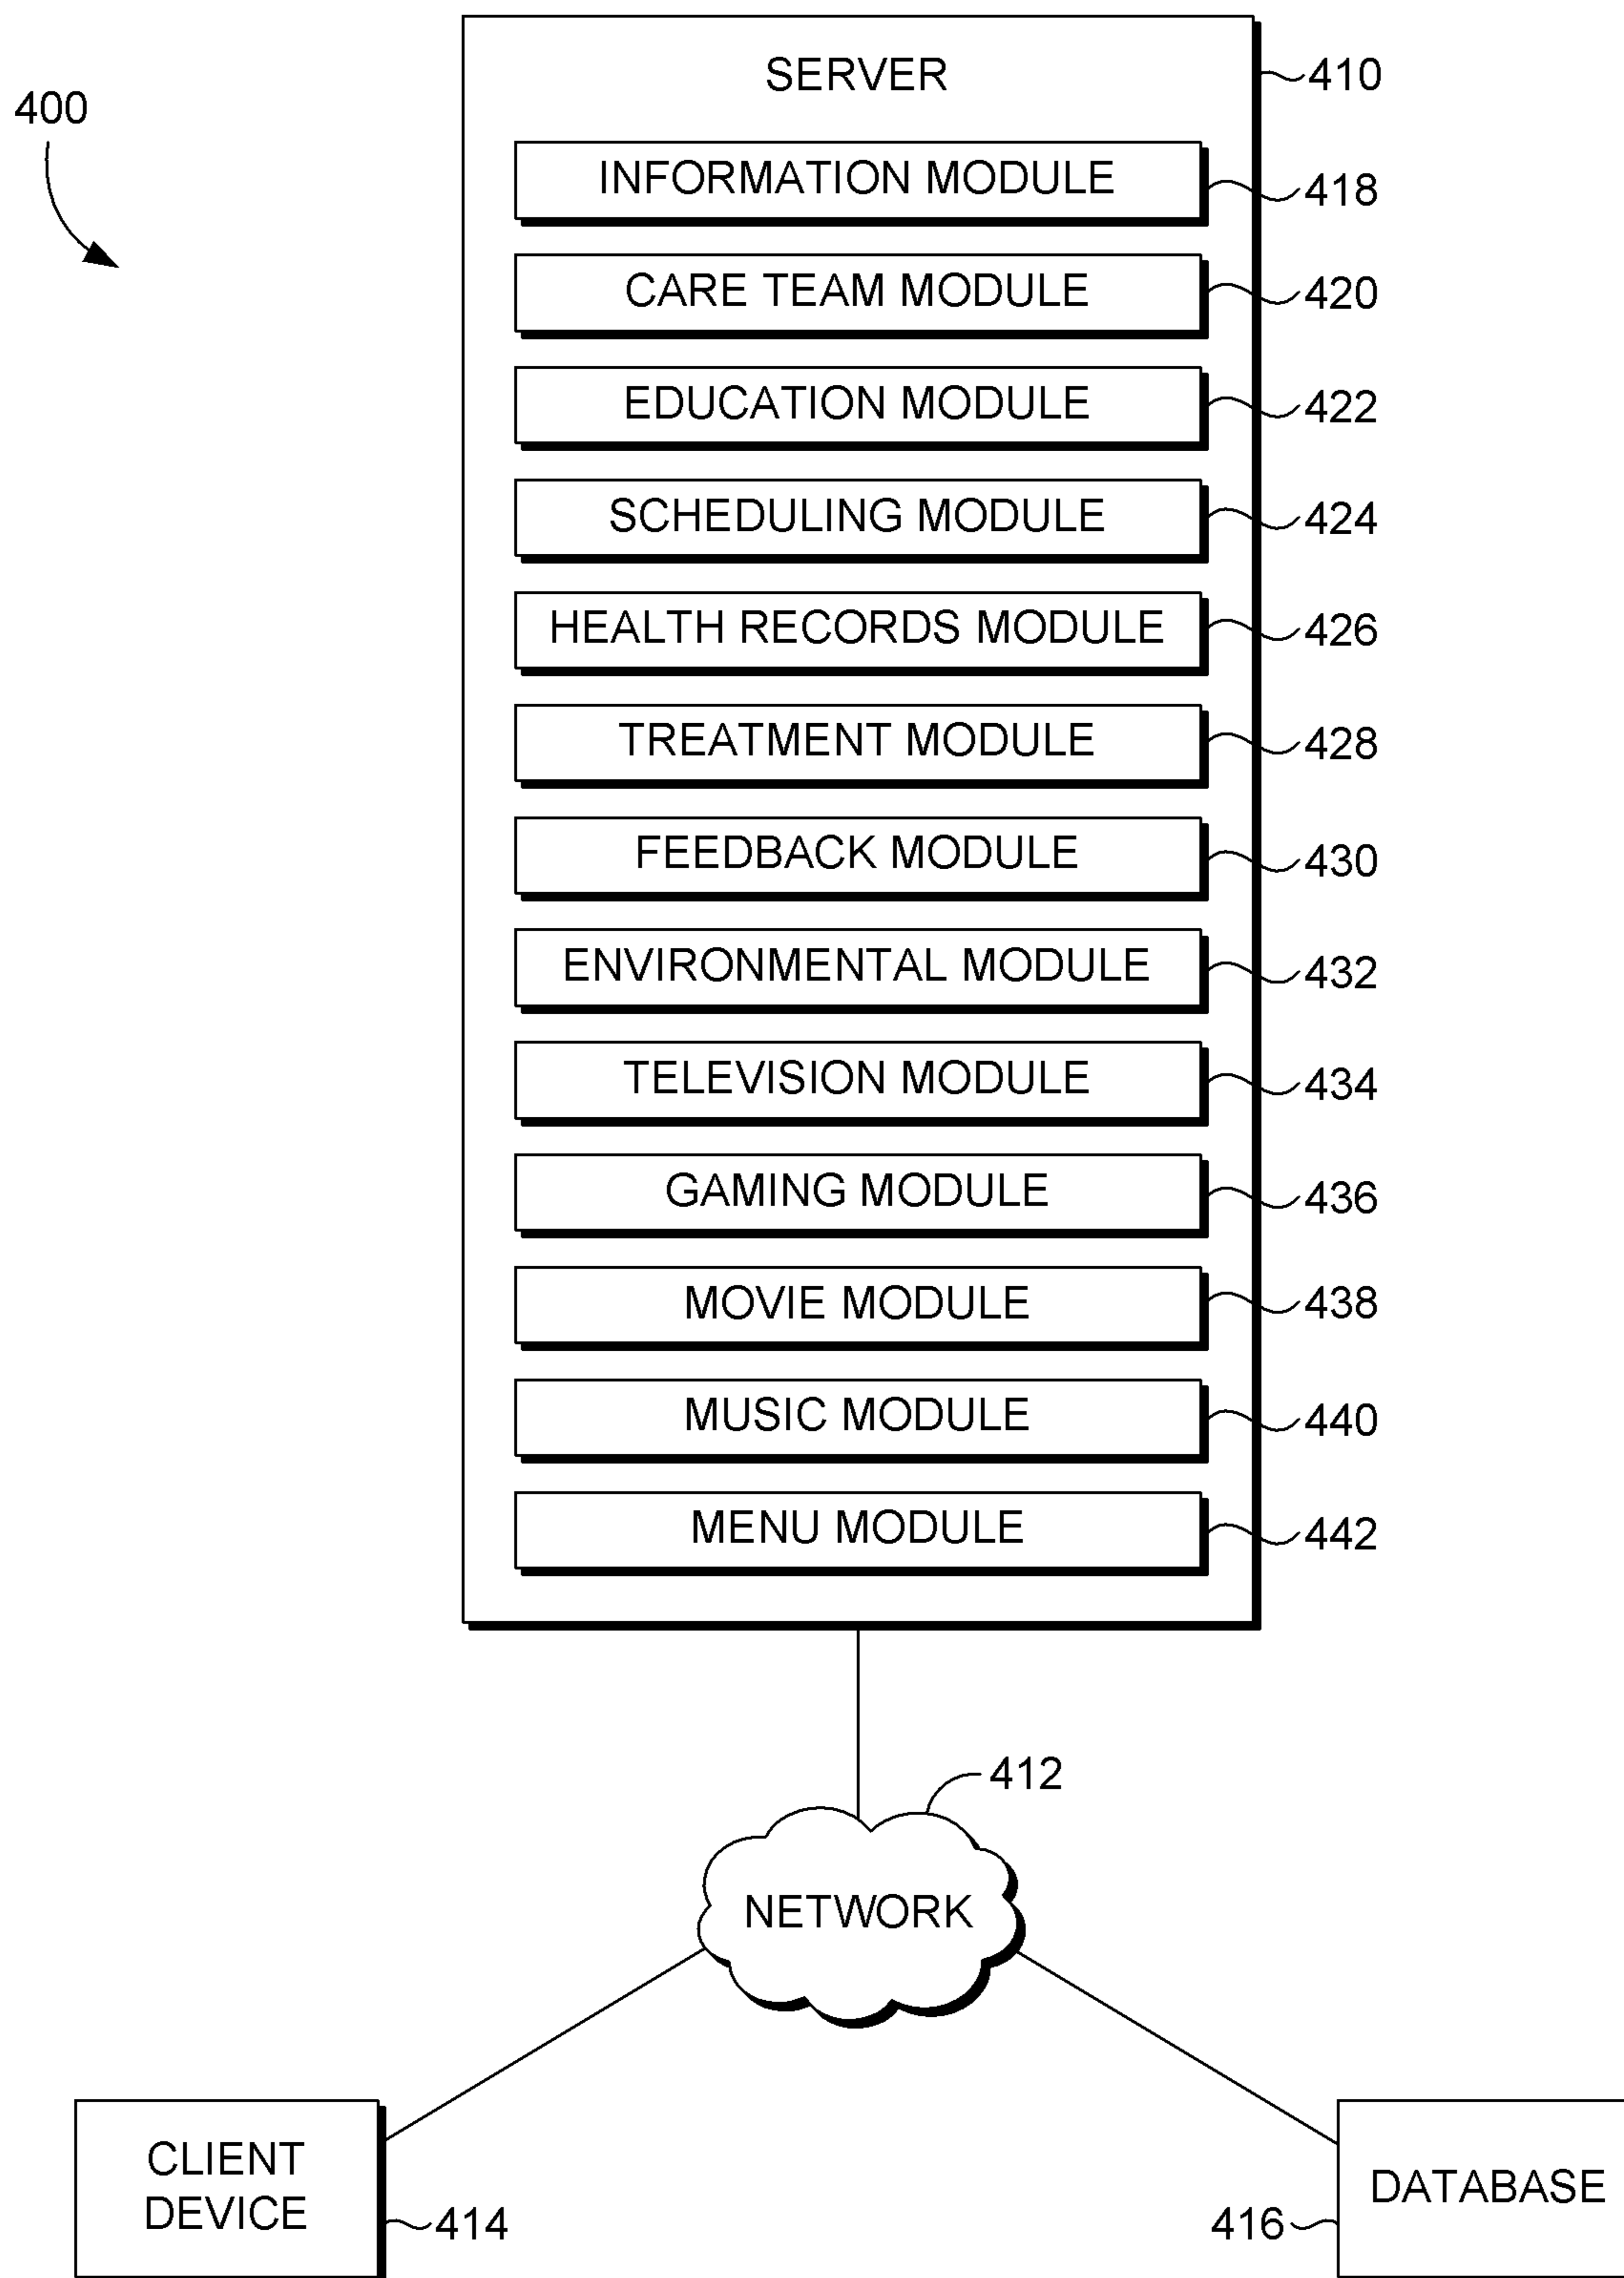 400
SERVER
410
INFORMATION MODULE
418
CARE TEAM MODULE
420
EDUCATION MODULE
422
SCHEDULING MODULE
424
HEALTH RECORDS MODULE
426
TREATMENT MODULE
428
FEEDBACK MODULE
430
ENVIRONMENTAL MODULE
432
TELEVISION MODULE
434
GAMING MODULE
436
MOVIE MODULE
438
MUSIC MODULE
440
MENU MODULE
442
412
NETWORK
CLIENT
DEVICE
414
DATABASE
416